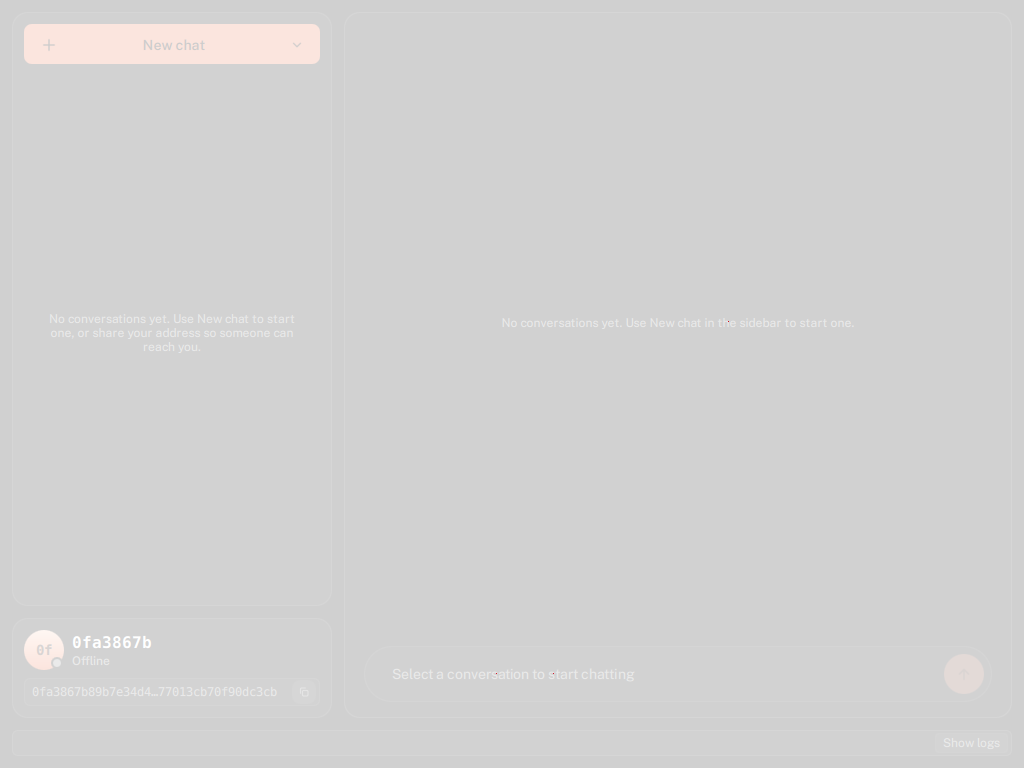 New chat
No conversations yet. Use New chat to start
one, or share your address so someone can
reach you.
0f
0fa3867b
Offline
0fa3867b89b7e34d4…77013cb70f90dc3cb
No conversations yet. Use New chat in the sidebar to start one.
Select a conversation to start chatting
Show logs